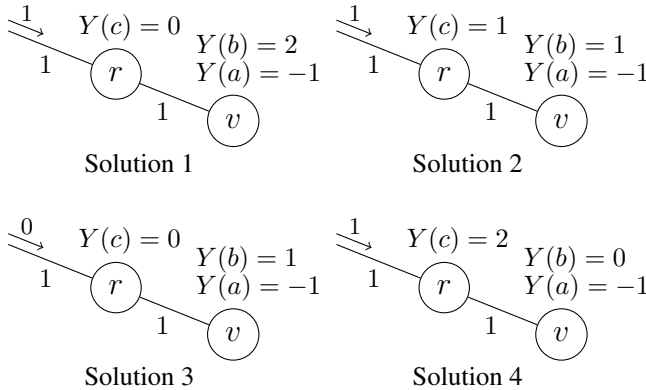 1 Y(c) = 0
Y(b) = 2
1 r Y(a) = −1
1 v
Solution 1
1 Y(c) = 1
Y(b) = 1
1 r Y(a) = −1
1 v
Solution 2
0 Y(c) = 0
Y(b) = 1
1 r Y(a) = −1
1 v
Solution 3
1 Y(c) = 2
Y(b) = 0
1 r Y(a) = −1
1 v
Solution 4